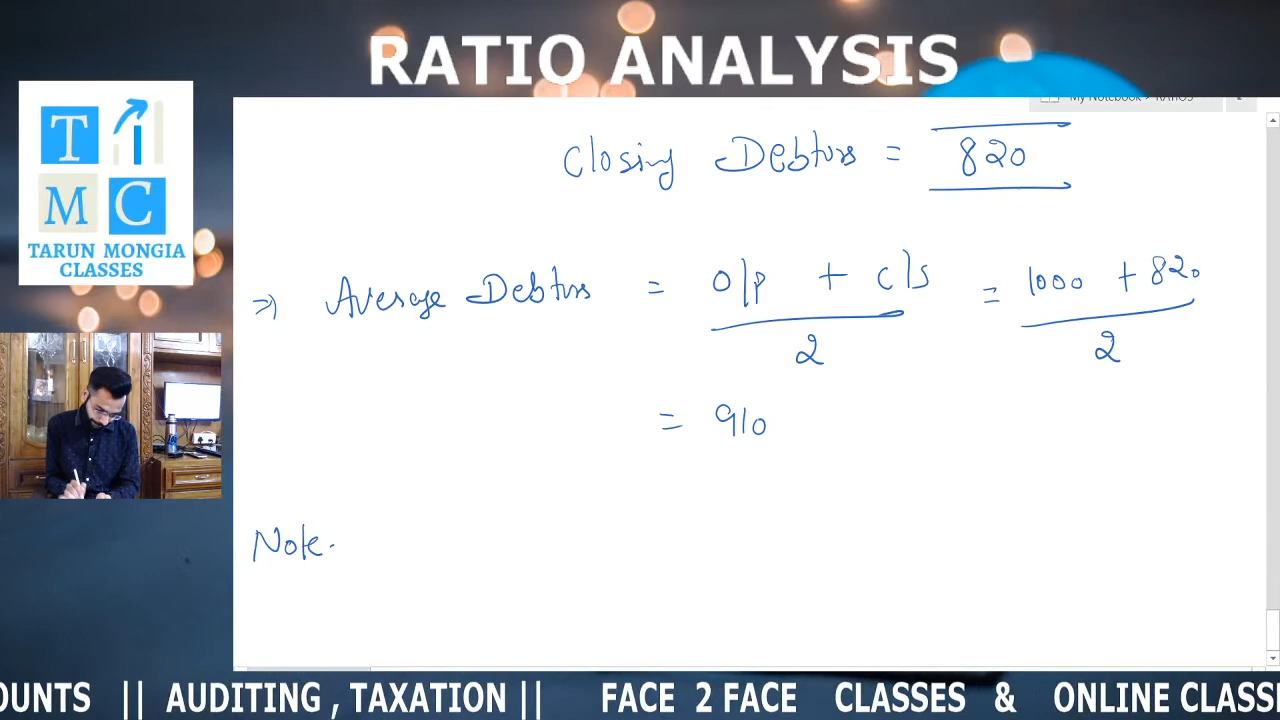 RATIO ANALYSIS
T
i
M C
TARUN MONGIA
CLASSES
Closing Debtors = 820
⇒ Average Debtors = O/p + C/s / 2 = 1000 + 820 / 2
= 910
Note.
OUNTS || AUDITING , TAXATION || FACE 2 FACE CLASSES & ONLINE CLASSE